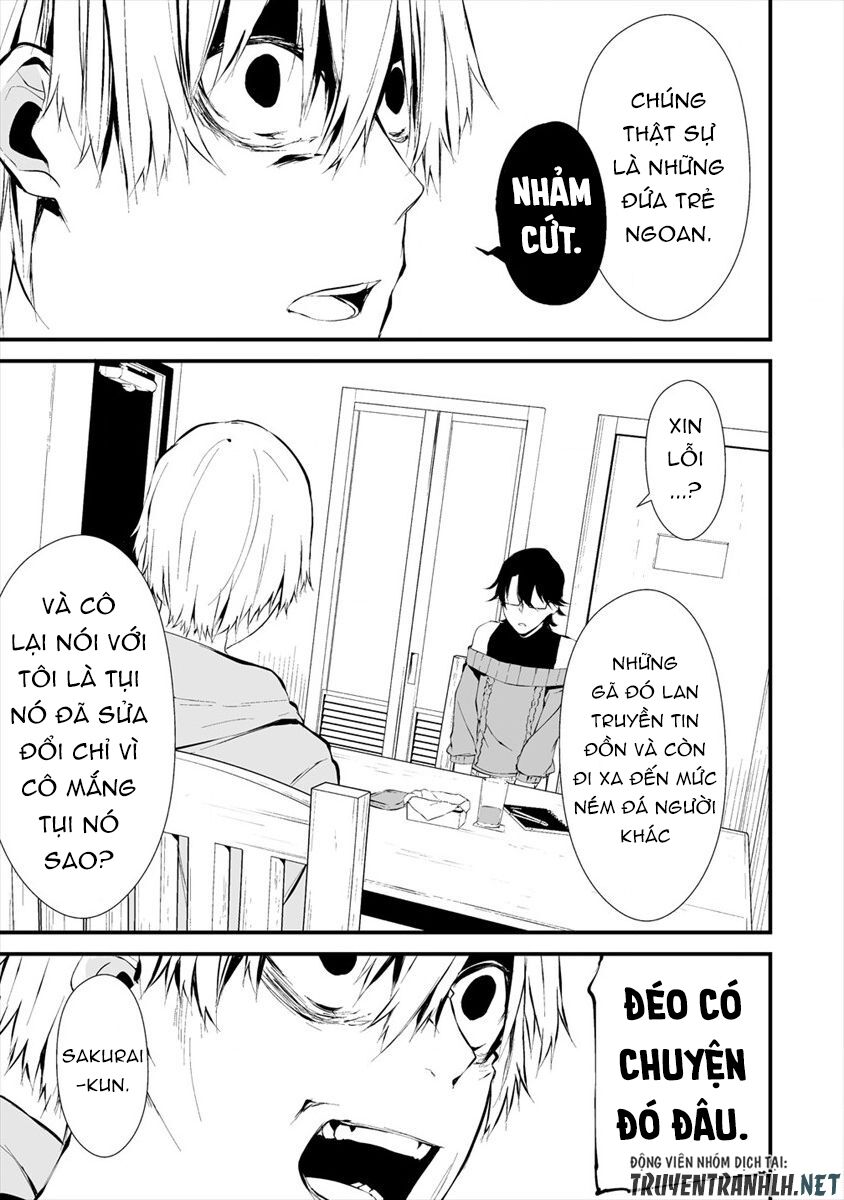 CHÚNG
THẬT SỰ
LÀ NHỮNG
ĐỨA TRẺ
NGOAN.
NHẢM
CỨT.
XIN
LỖI
...?
NHỮNG
GÃ ĐÓ LAN
TRUYỀN TIN
ĐỒN VÀ CÒN
ĐI XA ĐẾN MỨC
NÉM ĐÁ NGƯỜI
KHÁC
VÀ CÔ
LẠI NÓI VỚI
TÔI LÀ TỤI
NÓ ĐÃ SỬA
ĐỔI CHỈ VÌ
CÔ MẮNG
TỤI NÓ
SAO?
ĐÉO CÓ
CHUYỆN
ĐÓ ĐÂU.
SAKURAI
-KUN.
ĐỘNG VIÊN NHÓM DỊCH TẠI:
TRUYENTRANHLH.NET